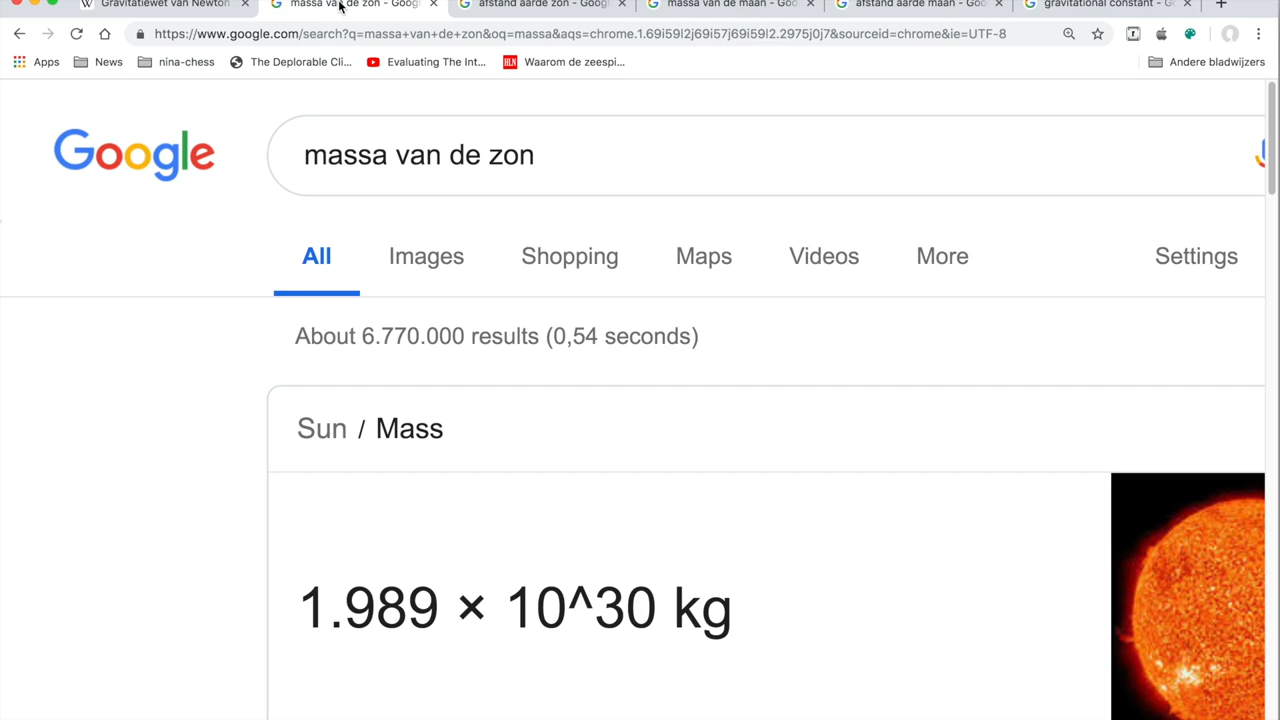 Gravitatiewet van Newton
massa van de zon - Goog
afstand aarde zon - Googl
massa van de maan - Goo
afstand aarde maan - Goo
gravitational constant - Go
https://www.google.com/search?q=massa+van+de+zon&oq=massa&aqs=chrome.1.69i59l2j69i57j69i59l2.2975j0j7&sourceid=chrome&ie=UTF-8
Apps
News
nina-chess
The Deplorable Cli...
Evaluating The Int...
HLN
Waarom de zeespi...
Andere bladwijzers
Google
massa van de zon
All
Images
Shopping
Maps
Videos
More
Settings
About 6.770.000 results (0,54 seconds)
Sun / Mass
1.989 × 10^30 kg